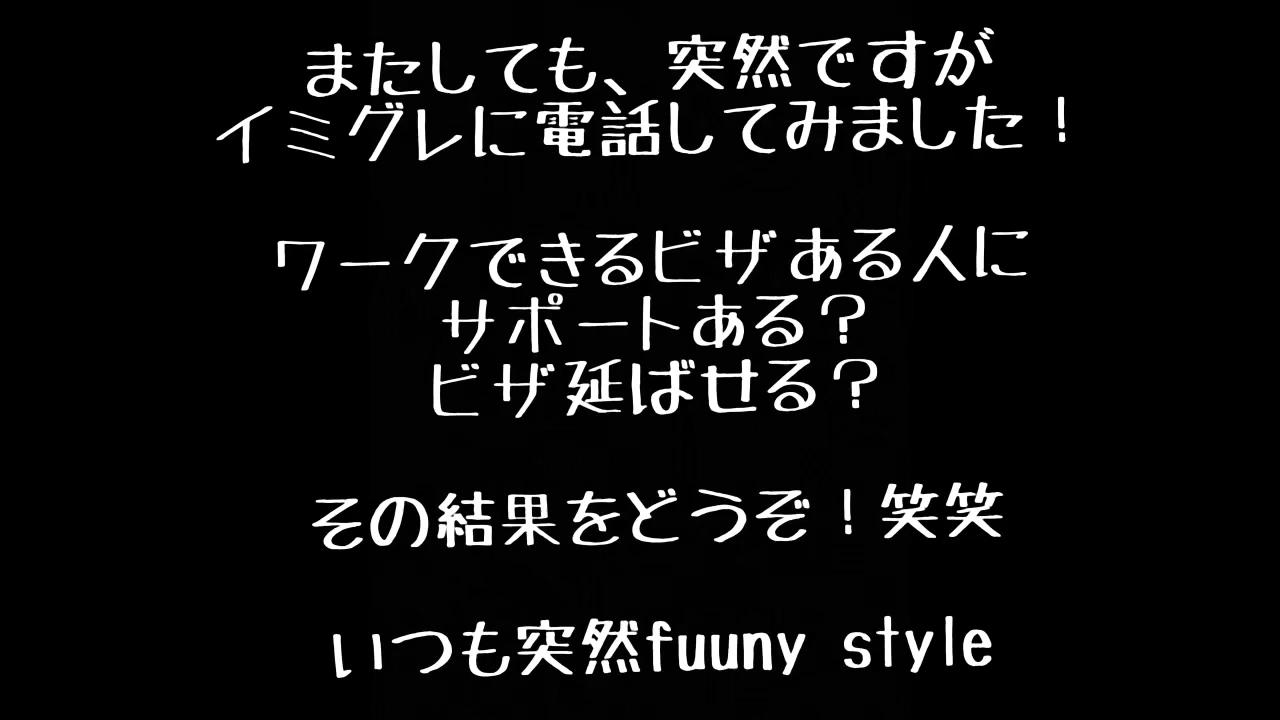 またしても、突然ですが
イミグレに電話してみました！
ワークできるビザある人に
サポートある？
ビザ延ばせる？
その結果をどうぞ！笑笑
いつも突然fuuny style